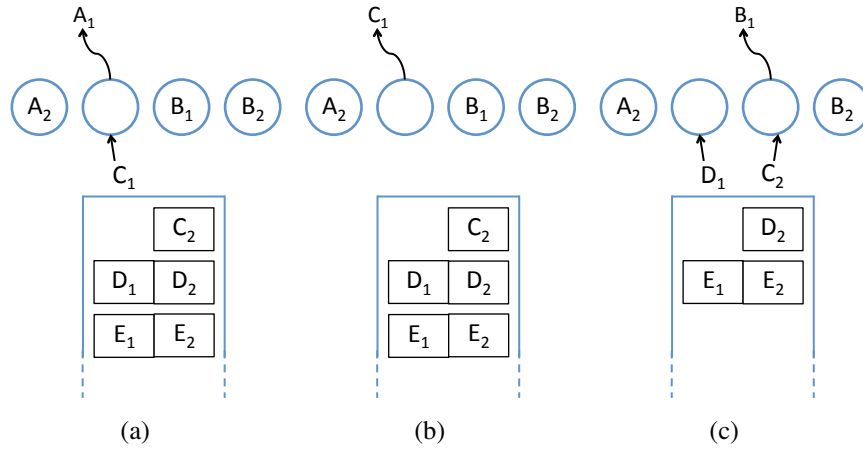 A₁ C₁ B₁
A₂ B₁ B₂ A₂ B₁ B₂ A₂ B₂
C₁ D₁ C₂
C₂ C₂ D₂
D₁ D₂ D₁ D₂ E₁ E₂
E₁ E₂ E₁ E₂
(a) (b) (c)